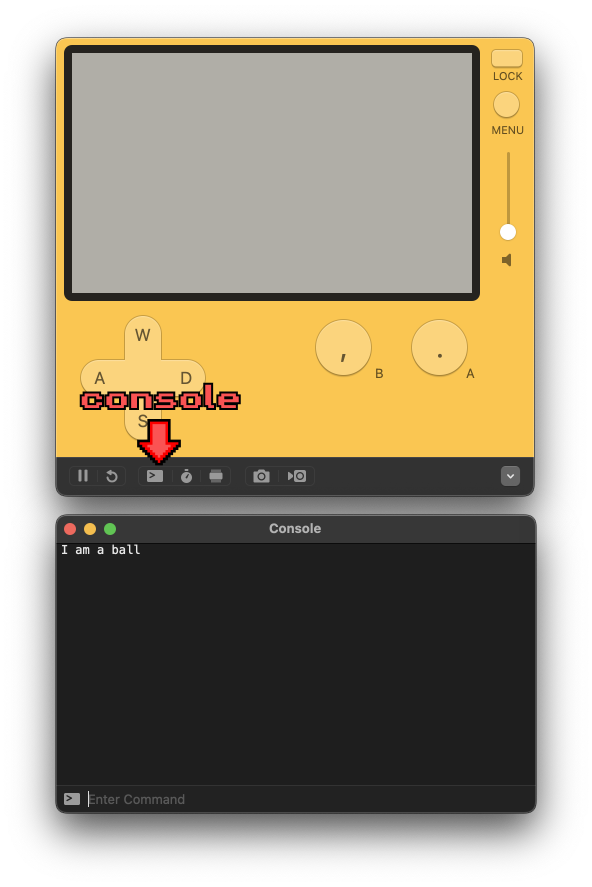 LOCK
MENU
W
A
D
S
,
B
.
A
console
Console
I am a ball
Enter Command